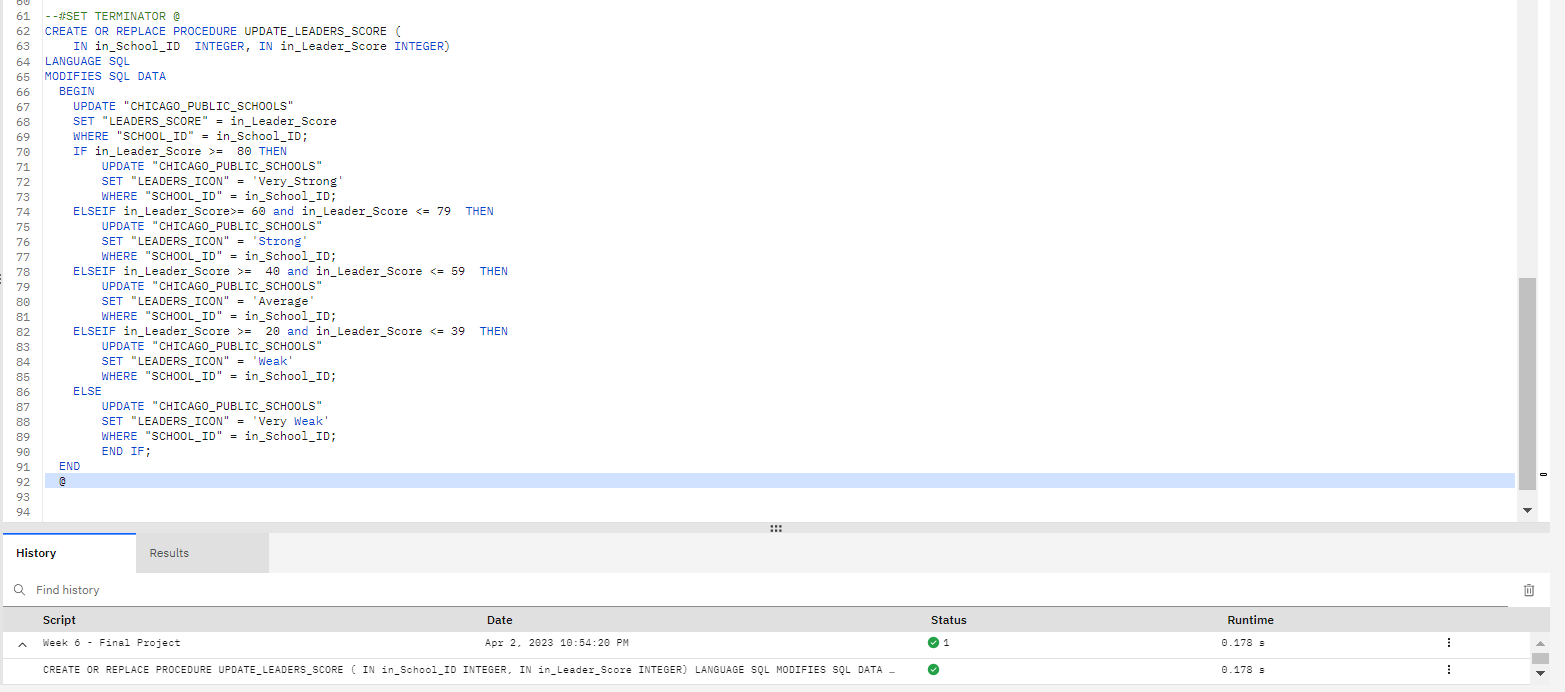 60
61 --#SET TERMINATOR @
62 CREATE OR REPLACE PROCEDURE UPDATE_LEADERS_SCORE (
63 IN in_School_ID  INTEGER, IN in_Leader_Score INTEGER)
64 LANGUAGE SQL
65 MODIFIES SQL DATA
66 BEGIN
67 UPDATE "CHICAGO_PUBLIC_SCHOOLS"
68 SET "LEADERS_SCORE" = in_Leader_Score
69 WHERE "SCHOOL_ID" = in_School_ID;
70 IF in_Leader_Score >=  80 THEN
71 UPDATE "CHICAGO_PUBLIC_SCHOOLS"
72 SET "LEADERS_ICON" = 'Very_Strong'
73 WHERE "SCHOOL_ID" = in_School_ID;
74 ELSEIF in_Leader_Score>= 60 and in_Leader_Score <= 79  THEN
75 UPDATE "CHICAGO_PUBLIC_SCHOOLS"
76 SET "LEADERS_ICON" = 'Strong'
77 WHERE "SCHOOL_ID" = in_School_ID;
78 ELSEIF in_Leader_Score >=  40 and in_Leader_Score <= 59  THEN
79 UPDATE "CHICAGO_PUBLIC_SCHOOLS"
80 SET "LEADERS_ICON" = 'Average'
81 WHERE "SCHOOL_ID" = in_School_ID;
82 ELSEIF in_Leader_Score >=  20 and in_Leader_Score <= 39  THEN
83 UPDATE "CHICAGO_PUBLIC_SCHOOLS"
84 SET "LEADERS_ICON" = 'Weak'
85 WHERE "SCHOOL_ID" = in_School_ID;
86 ELSE
87 UPDATE "CHICAGO_PUBLIC_SCHOOLS"
88 SET "LEADERS_ICON" = 'Very Weak'
89 WHERE "SCHOOL_ID" = in_School_ID;
90 END IF;
91 END
92 @
93
94
History Results
Find history
Script Date Status Runtime
Week 6 - Final Project Apr 2, 2023 10:54:20 PM 1 0.178 s
CREATE OR REPLACE PROCEDURE UPDATE_LEADERS_SCORE ( IN in_School_ID INTEGER, IN in_Leader_Score INTEGER) LANGUAGE SQL MODIFIES SQL DATA … 0.178 s